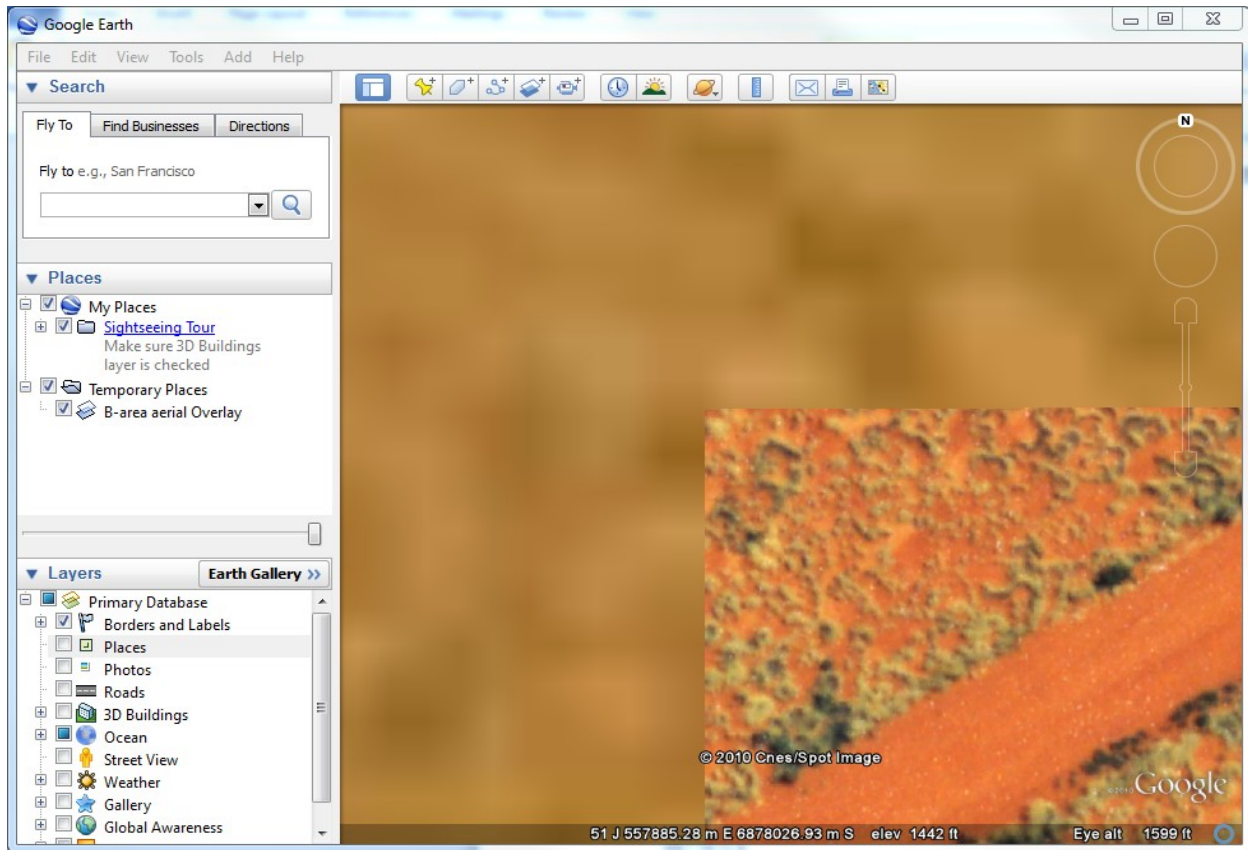 Google Earth
File Edit View Tools Add Help
Search
Fly To Find Businesses Directions
Fly to e.g., San Francisco
Places
My Places
Sightseeing Tour
Make sure 3D Buildings
layer is checked
Temporary Places
B-area aerial Overlay
Layers Earth Gallery >>
Primary Database
Borders and Labels
Places
Photos
Roads
3D Buildings
Ocean
Street View
Weather
Gallery
Global Awareness
N
© 2010 Cnes/Spot Image
©2010 Google
51 J 557885.28 m E 6878026.93 m S elev 1442 ft Eye alt 1599 ft